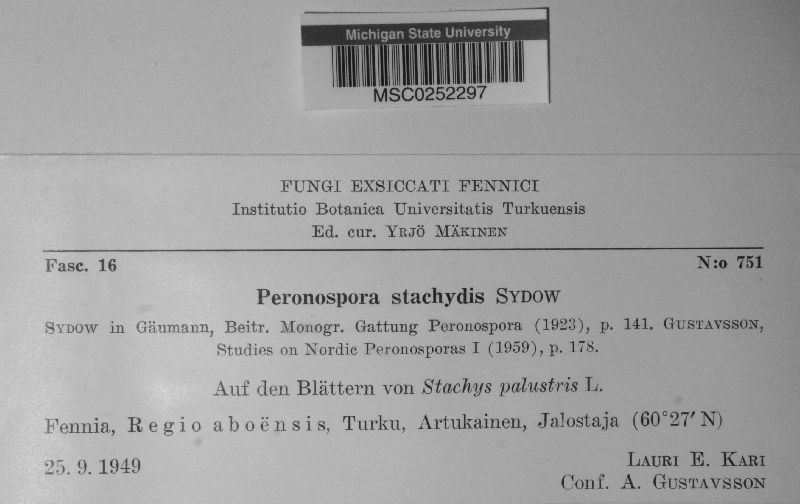 Michigan State University
MSC0252297
FUNGI EXSICCATI FENNICI
Institutio Botanica Universitatis Turkuensis
Ed. cur. YRJÖ MÄKINEN
Fasc. 16 N:o 751
Peronospora stachydis SYDOW
SYDOW in Gäumann, Beitr. Monogr. Gattung Peronospora (1923), p. 141. GUSTAVSSON,
Studies on Nordic Peronosporas I (1959), p. 178.
Auf den Blättern von Stachys palustris L.
Fennia, Regio aboënsis, Turku, Artukainen, Jalostaja (60°27′ N)
25. 9. 1949 LAURI E. KARI
Conf. A. GUSTAVSSON